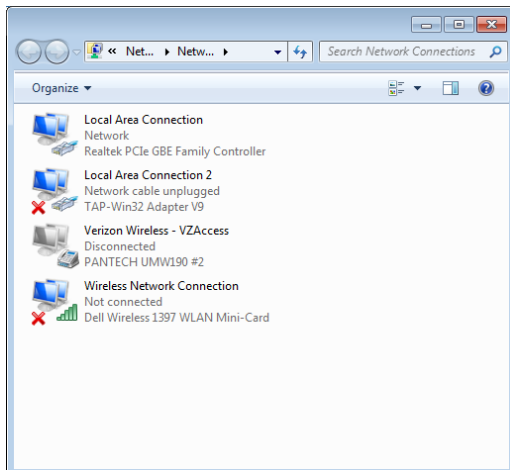 « Net... Netw... Search Network Connections
Organize
Local Area Connection
Network
Realtek PCIe GBE Family Controller
Local Area Connection 2
Network cable unplugged
TAP-Win32 Adapter V9
Verizon Wireless - VZAccess
Disconnected
PANTECH UMW190 #2
Wireless Network Connection
Not connected
Dell Wireless 1397 WLAN Mini-Card